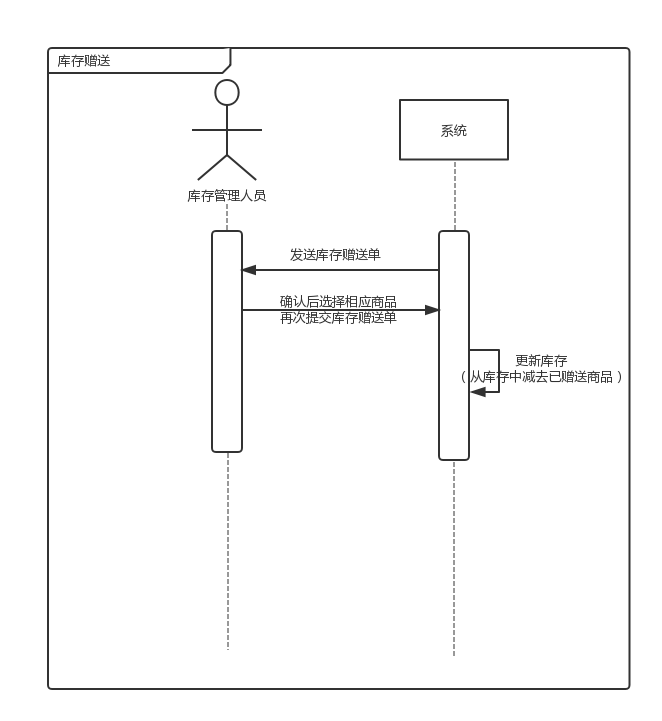 库存赠送
系统
库存管理人员
发送库存赠送单
确认后选择相应商品
再次提交库存赠送单
更新库存
（从库存中减去已赠送商品）